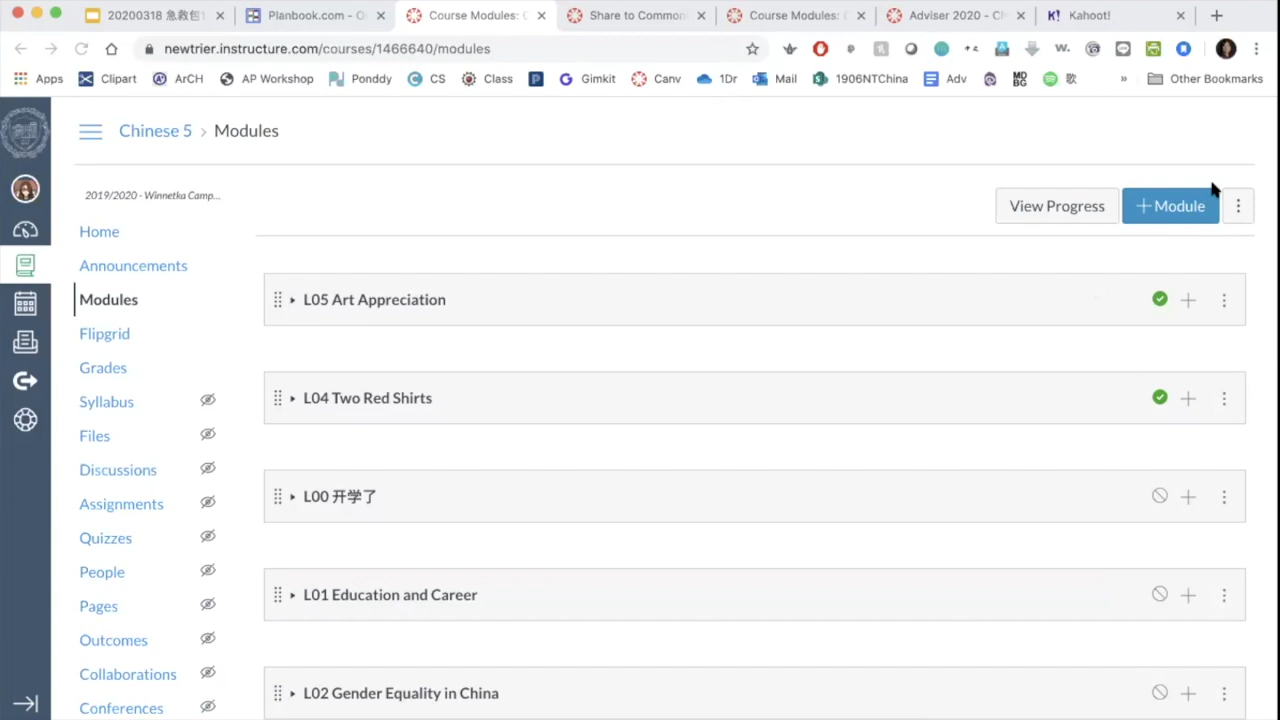 20200318 急救包
Planbook.com - O
Course Modules: C
Share to Common
Course Modules: C
Adviser 2020 - Ch
K! Kahoot!
newtrier.instructure.com/courses/1466640/modules
Apps
Clipart
ArCH
AP Workshop
Ponddy
CS
Class
Gimkit
Canv
1Dr
Mail
1906NTChina
Adv
MD
BG
歌
»
Other Bookmarks
Chinese 5 › Modules
2019/2020 - Winnetka Camp...
View Progress
+ Module
Home
Announcements
Modules
Flipgrid
Grades
Syllabus
Files
Discussions
Assignments
Quizzes
People
Pages
Outcomes
Collaborations
Conferences
L05 Art Appreciation
L04 Two Red Shirts
L00 开学了
L01 Education and Career
L02 Gender Equality in China